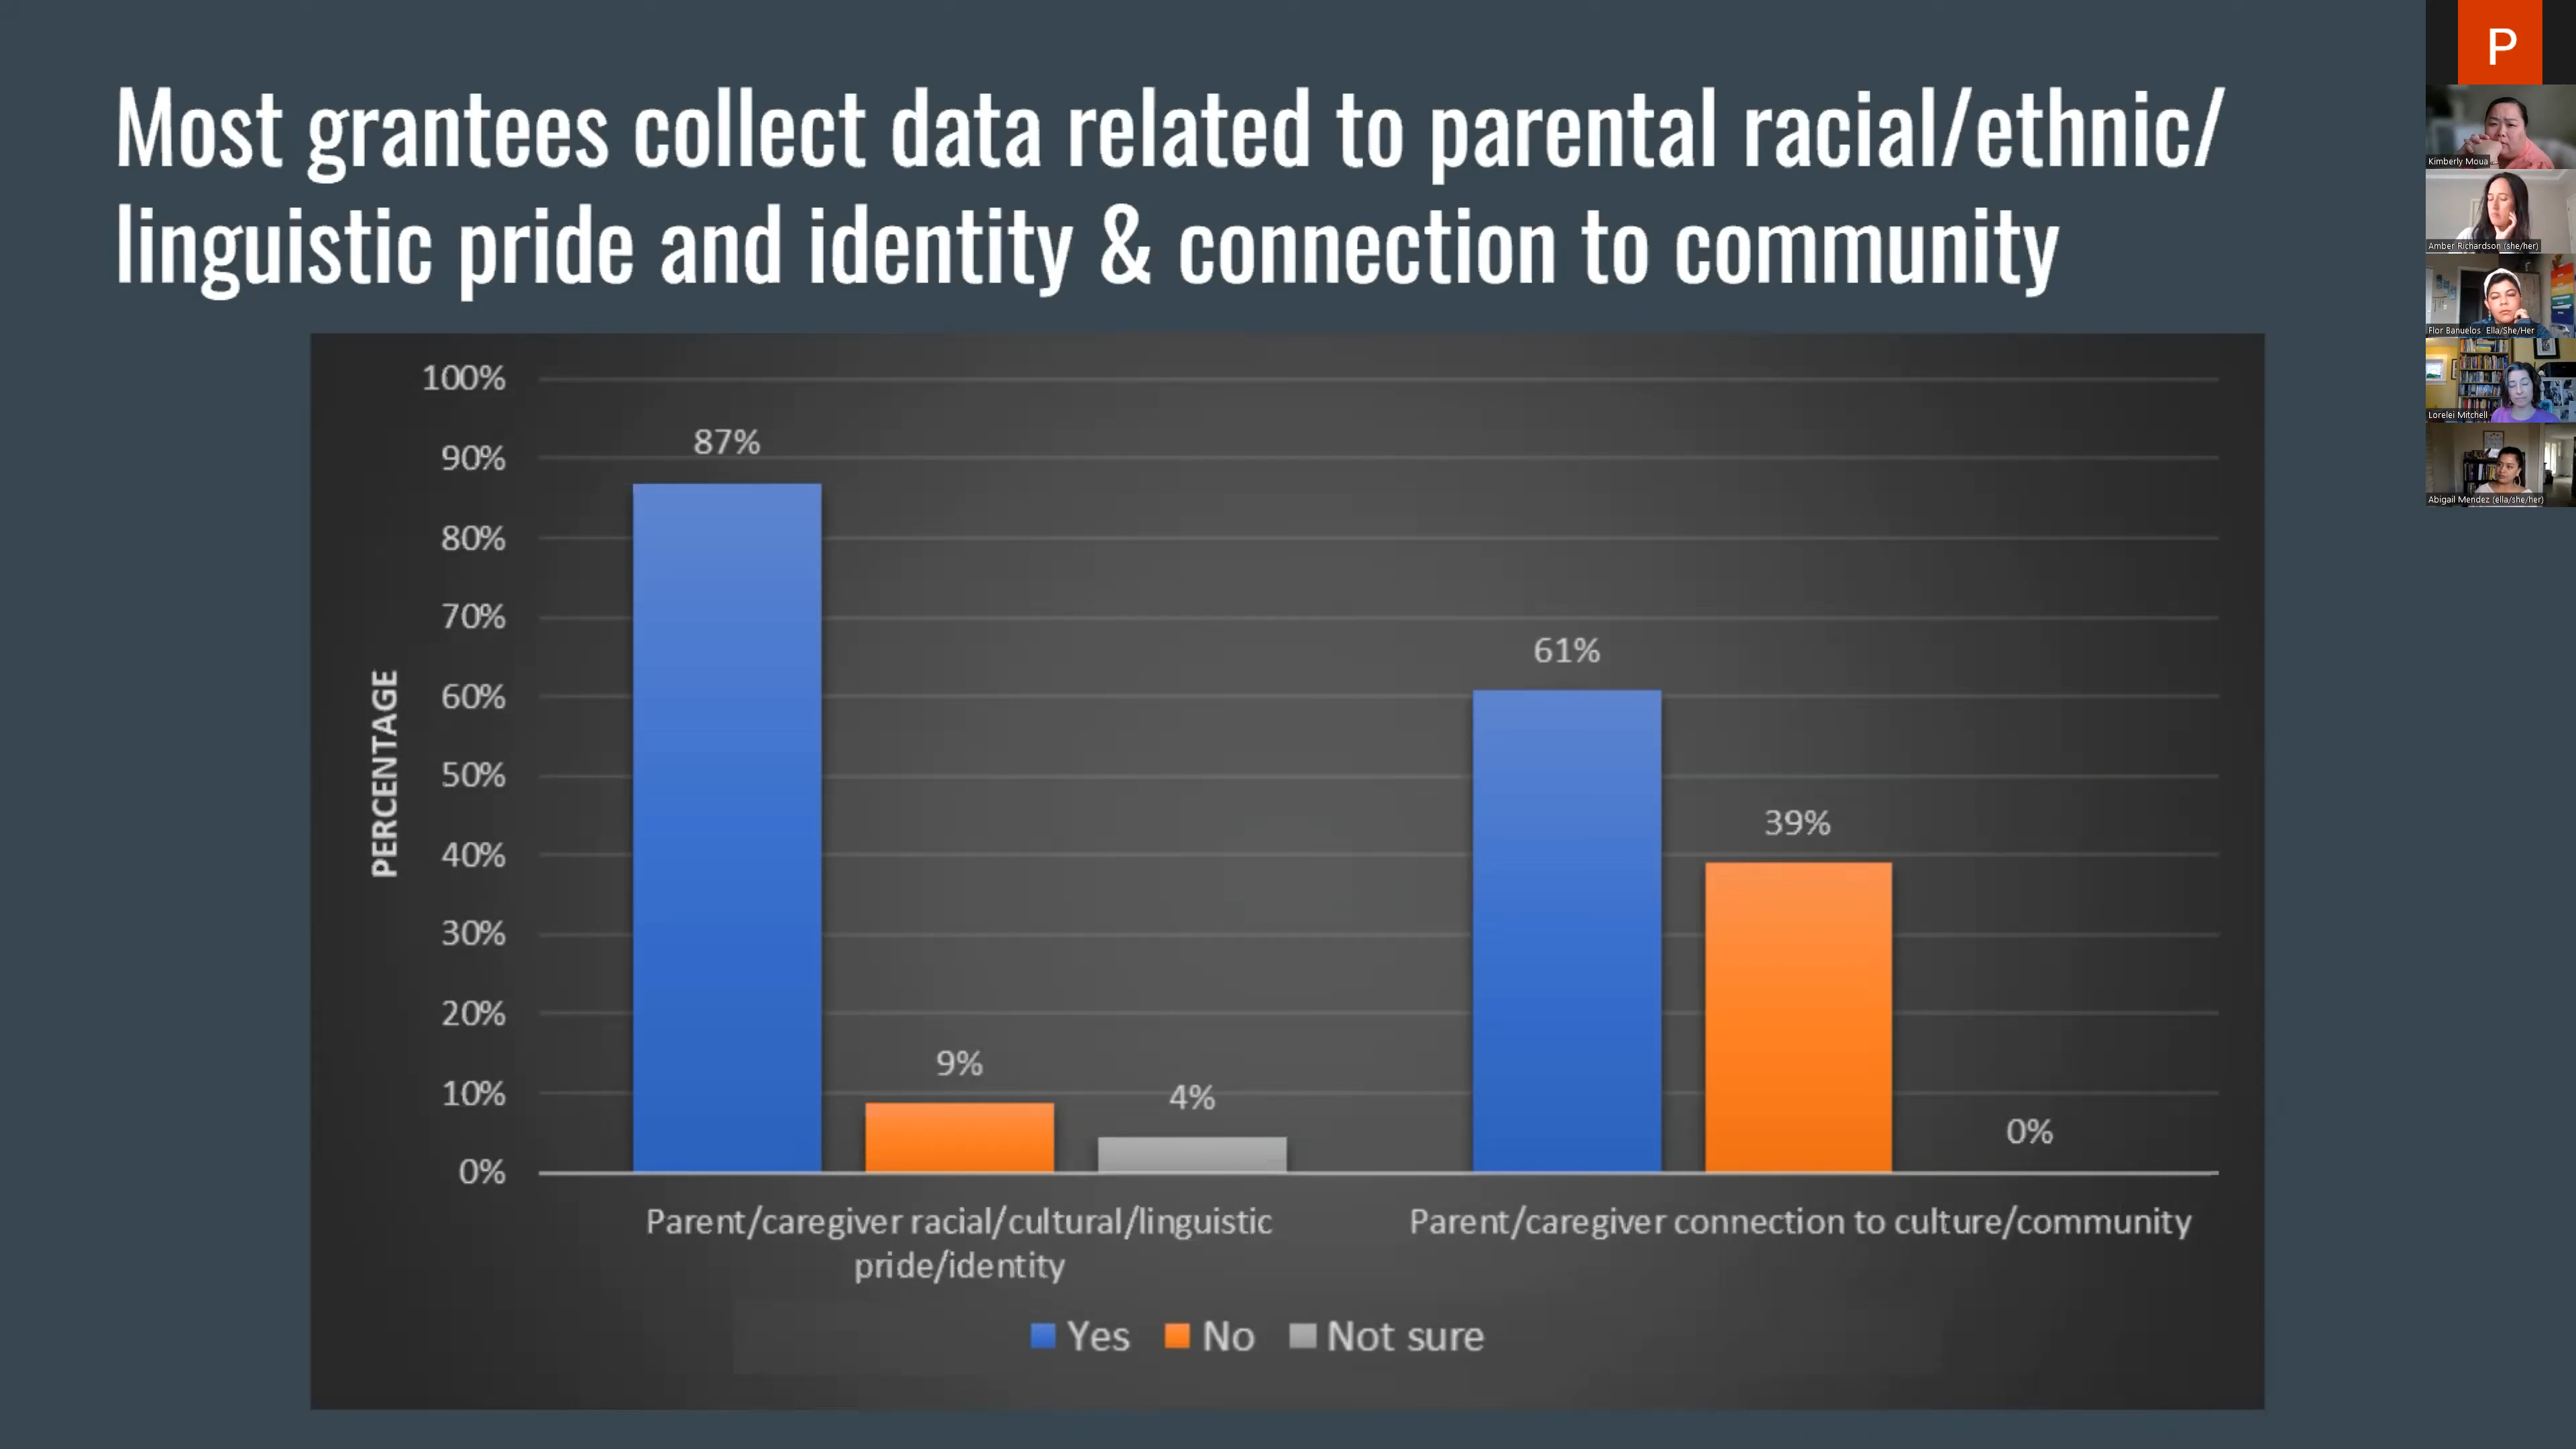 Most grantees collect data related to parental racial/ethnic/
linguistic pride and identity & connection to community
PERCENTAGE
100%
90%
80%
70%
60%
50%
40%
30%
20%
10%
0%
87%
9%
4%
61%
39%
0%
Parent/caregiver racial/cultural/linguistic
pride/identity
Parent/caregiver connection to culture/community
Yes
No
Not sure
P
Kimberly Moua
Amber Richardson (she/her)
Flor Banuelos Ella/She/Her
Lorelei Mitchell
Abigail Mendez (ella/she/her)